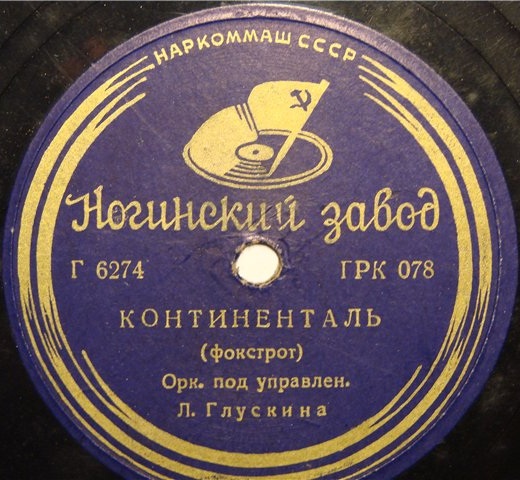 НАРКОММАШ СССР
Ногинский завод
Г 6274 ГРК 078
КОНТИНЕНТАЛЬ
(фокстрот)
Орк. под управлен.
Л. Глускина